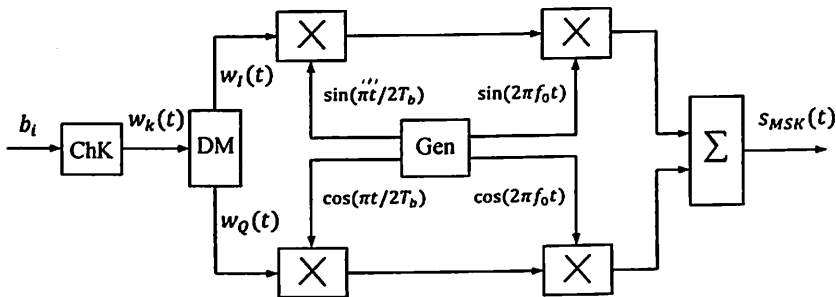 w_I(t)
sin(πt/2T_b)
sin(2πf_0t)
b_i
ChK
w_k(t)
DM
Gen
Σ
s_MSK(t)
cos(πt/2T_b)
cos(2πf_0t)
w_Q(t)